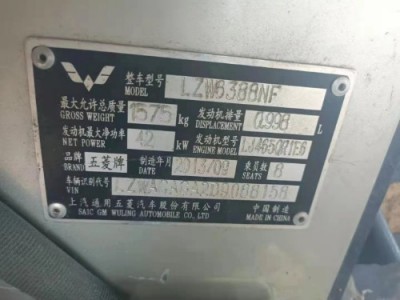 整车型号 LZW6388NF
MODEL
最大允许总质量 1575 kg 发动机排量 0.998 L
GROSS WEIGHT DISPLACEMENT
发动机最大净功率 42 kW 发动机型号 LJ465Q1E6
NET POWER ENGINE MODEL
品牌 五菱牌 制造年月 2013/09 乘员数 8
BRAND DATE SEATS
车辆识别代号
VIN
上汽通用五菱汽车股份有限公司 中国制造
SAIC GM WULING AUTOMOBILE CO., LTD. MADE IN CHINA